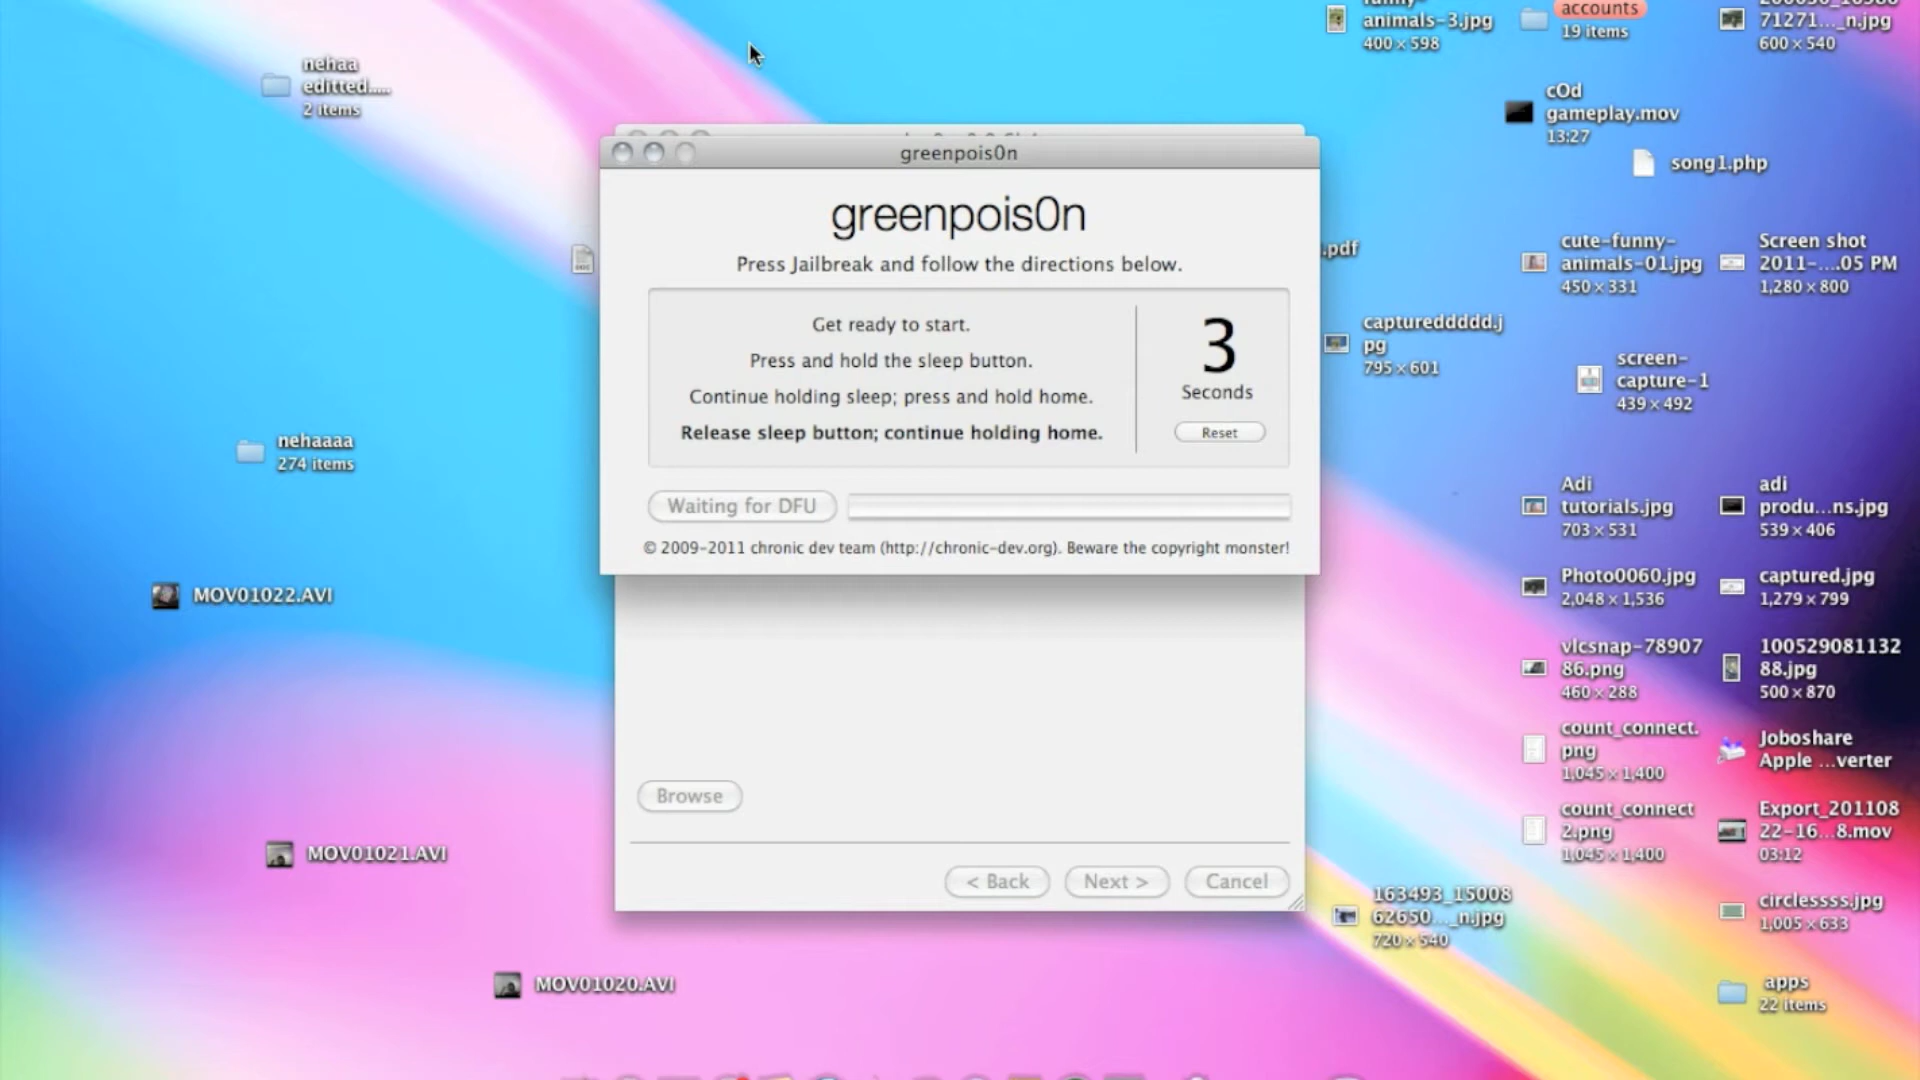 animals-3.jpg
400 × 598
accounts
19 items
71271..._n.jpg
600 × 540
nehaa
editted.....
2 items
cOd
gameplay.mov
13:27
song1.php
greenpois0n
greenpois0n
Press Jailbreak and follow the directions below.
Get ready to start.
Press and hold the sleep button.
Continue holding sleep; press and hold home.
Release sleep button; continue holding home.
3
Seconds
Reset
Waiting for DFU
© 2009-2011 chronic dev team (http://chronic-dev.org). Beware the copyright monster!
.pdf
cute-funny-
animals-01.jpg
450 × 331
Screen shot
2011-....05 PM
1,280 × 800
captureddddd.j
pg
795 × 601
screen-
capture-1
439 × 492
nehaaaa
274 items
Adi
tutorials.jpg
703 × 531
adi
produ...ns.jpg
539 × 406
MOV01022.AVI
Photo0060.jpg
2,048 × 1,536
captured.jpg
1,279 × 799
vlcsnap-78907
86.png
460 × 288
100529081132
88.jpg
500 × 870
count_connect.
png
1,045 × 1,400
Joboshare
Apple ...verter
Browse
count_connect
2.png
1,045 × 1,400
Export_201108
22-16...8.mov
03:12
MOV01021.AVI
< Back
Next >
Cancel
163493_15008
62650..._n.jpg
720 × 540
circlessss.jpg
1,005 × 633
MOV01020.AVI
apps
22 items